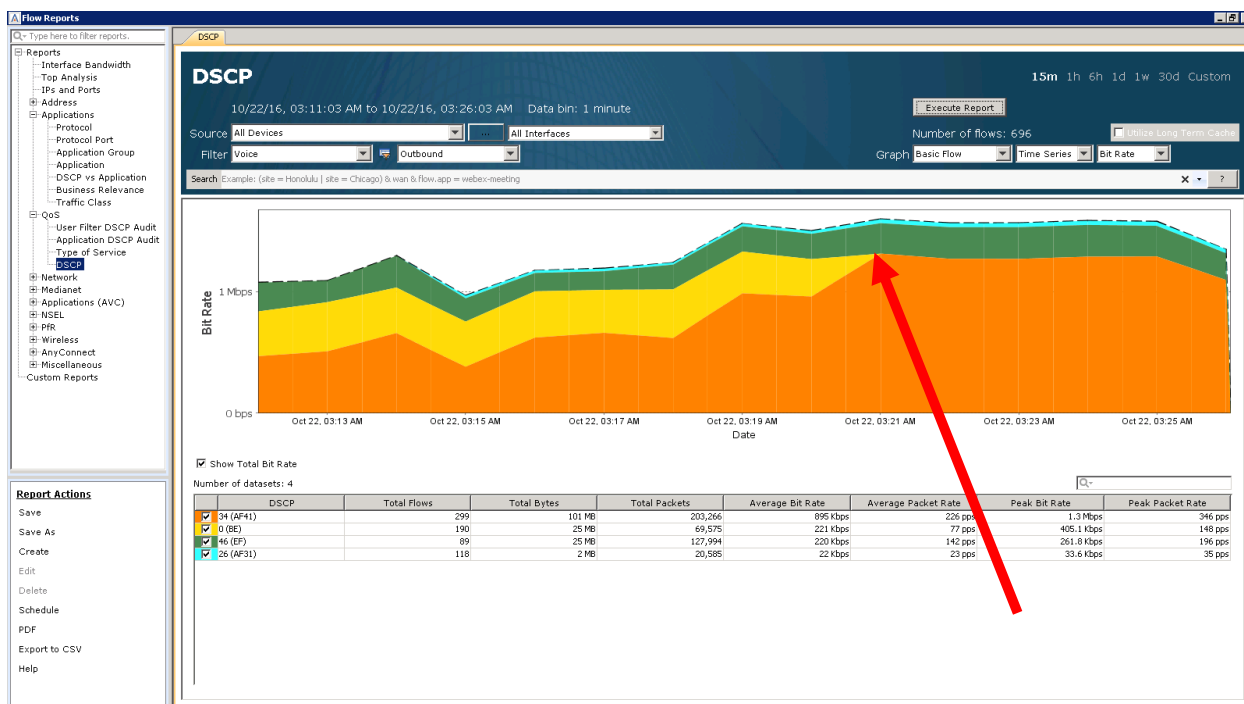 Flow Reports
Type here to filter reports.
Reports
Interface Bandwidth
Top Analysis
IPs and Ports
Address
Applications
Protocol
Protocol Port
Application Group
Application
DSCP vs Application
Business Relevance
Traffic Class
QoS
User Filter DSCP Audit
Application DSCP Audit
Type of Service
DSCP
Network
Medianet
Applications (AVC)
NSEL
PfR
Wireless
AnyConnect
Miscellaneous
Custom Reports
Report Actions
Save
Save As
Create
Edit
Delete
Schedule
PDF
Export to CSV
Help
DSCP
DSCP
15m 1h 6h 1d 1w 30d Custom
10/22/16, 03:11:03 AM to 10/22/16, 03:26:03 AM Data bin: 1 minute
Execute Report
Source All Devices ... All Interfaces
Number of flows: 696
Utilize Long Term Cache
Filter Voice Outbound
Graph Basic Flow Time Series Bit Rate
Search Example: (site = Honolulu | site = Chicago) & wan & flow.app = webex-meeting
X ?
Bit Rate
1 Mbps
0 bps
Oct 22, 03:13 AM Oct 22, 03:15 AM Oct 22, 03:17 AM Oct 22, 03:19 AM Oct 22, 03:21 AM Oct 22, 03:23 AM Oct 22, 03:25 AM
Date
Show Total Bit Rate
Number of datasets: 4
DSCP Total Flows Total Bytes Total Packets Average Bit Rate Average Packet Rate Peak Bit Rate Peak Packet Rate
34 (AF41) 299 101 MB 203,266 895 Kbps 226 pps 1.3 Mbps 346 pps
0 (BE) 190 25 MB 69,575 221 Kbps 77 pps 405.1 Kbps 148 pps
46 (EF) 89 25 MB 127,994 220 Kbps 142 pps 261.8 Kbps 196 pps
26 (AF31) 118 2 MB 20,585 22 Kbps 23 pps 33.6 Kbps 35 pps